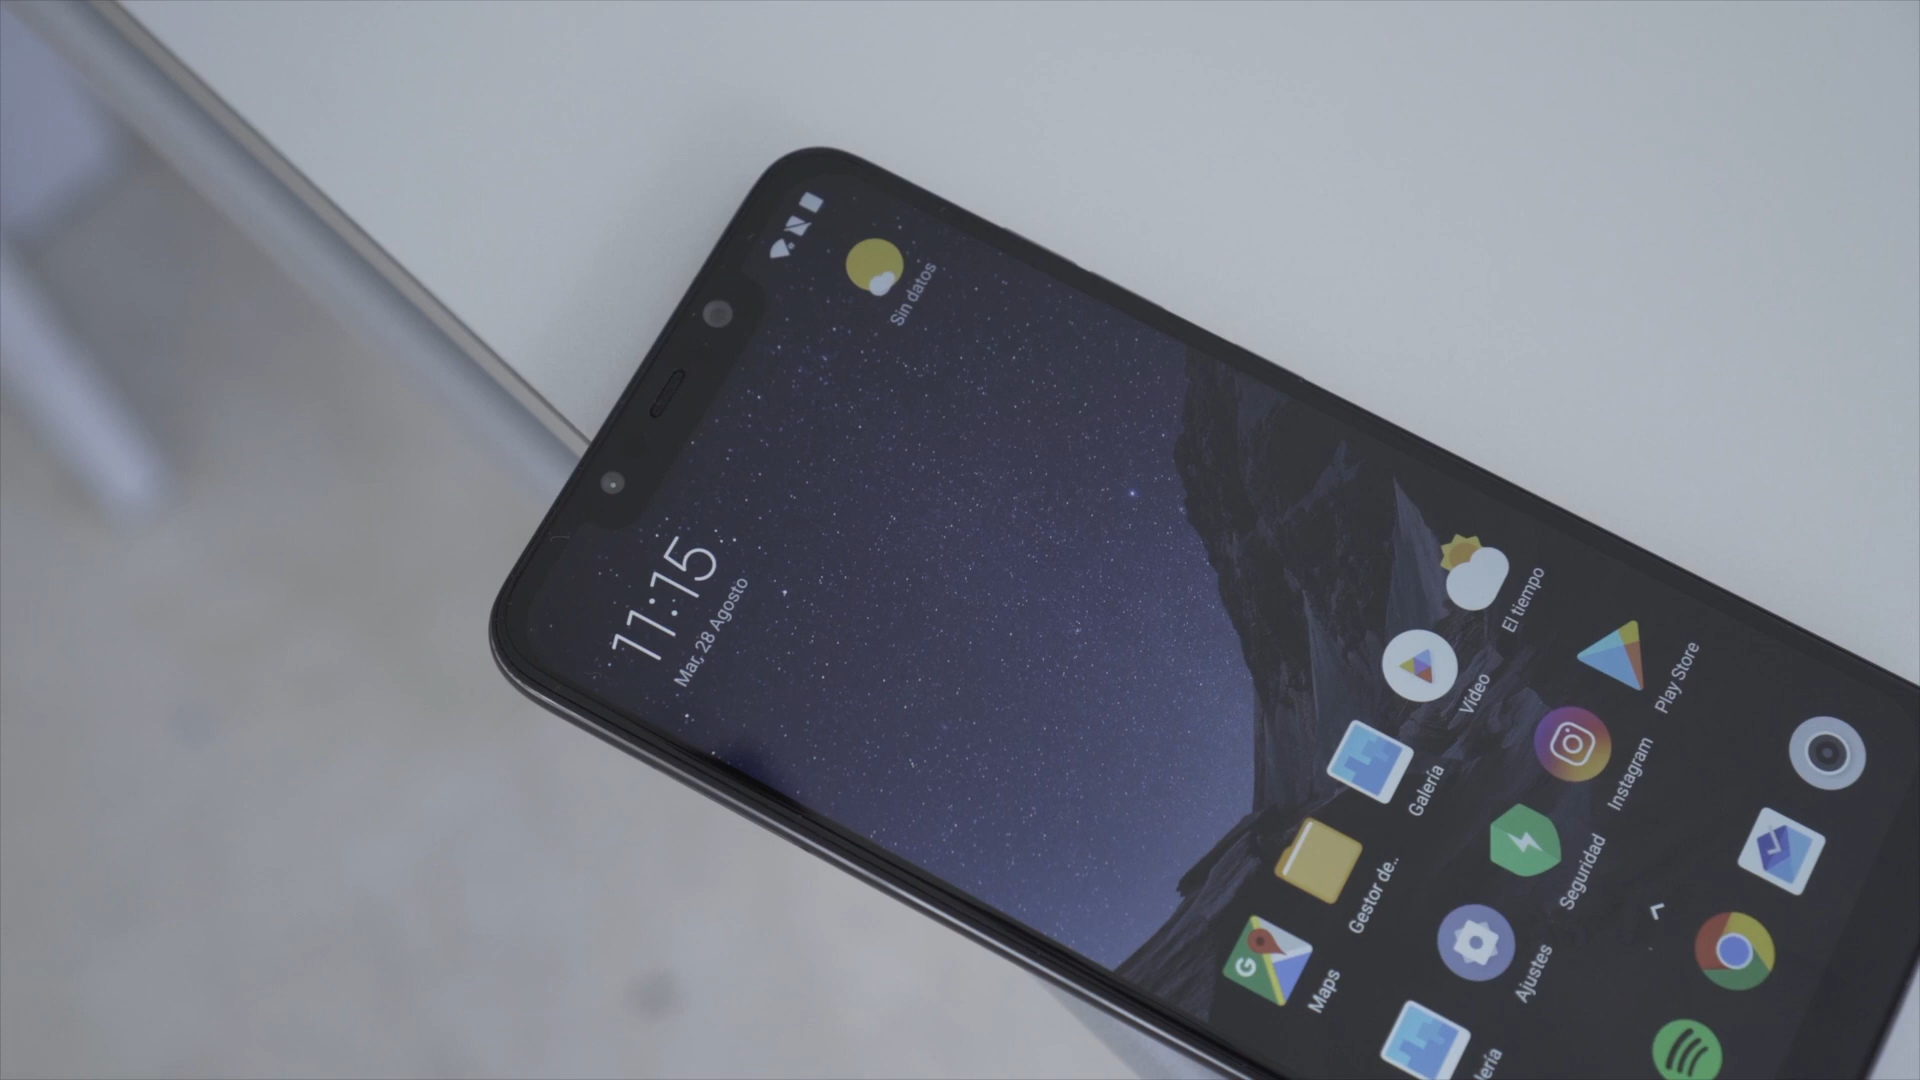 11:15
Mar, 28 Agosto
Sin datos
Maps
Gestor de..
Galería
Vídeo
El tiempo
lería
Ajustes
Seguridad
Instagram
Play Store
G